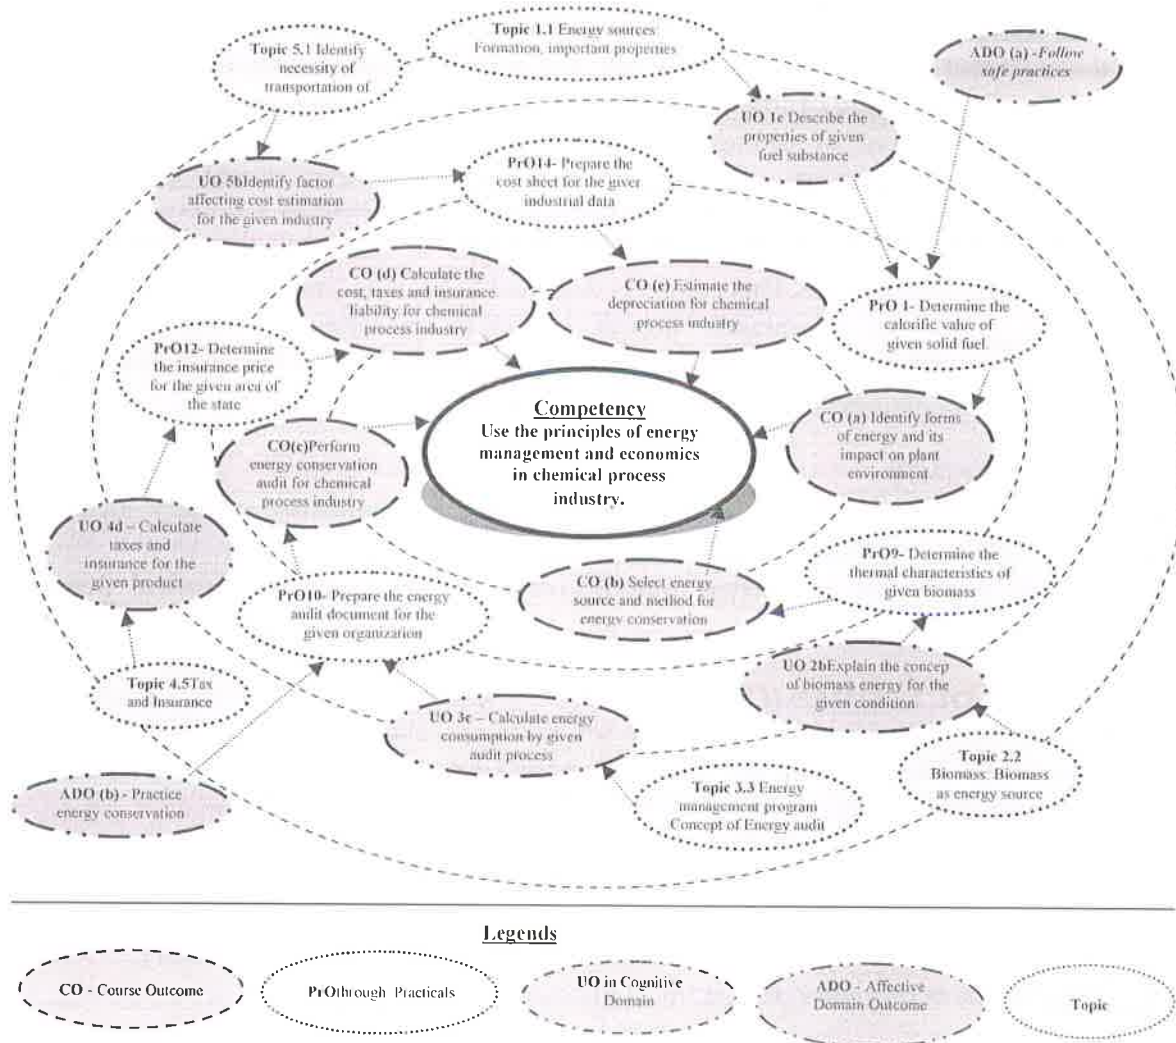 Topic 1.1 Energy sources:
Formation, important properties
Topic 5.1 Identify
necessity of
transportation of
ADO (a) -Follow
safe practices
UO 1c Describe the
properties of given
fuel substance
PrO14- Prepare the
cost sheet for the given
industrial data
UO 5bIdentify factor
affecting cost estimation
for the given industry
CO (d) Calculate the
cost, taxes and insurance
liability for chemical
process industry
CO (e) Estimate the
depreciation for chemical
process industry
PrO 1- Determine the
calorific value of
given solid fuel.
PrO12- Determine
the insurance price
for the given area of
the state
Competency
Use the principles of energy
management and economics
in chemical process
industry.
CO (a) Identify forms
of energy and its
impact on plant
environment
CO(c)Perform
energy conservation
audit for chemical
process industry
UO 4d – Calculate
taxes and
insurance for the
given product
PrO9- Determine the
thermal characteristics of
given biomass
CO (b) Select energy
source and method for
energy conservation
PrO10- Prepare the energy
audit document for the
given organization
UO 2bExplain the concep
of biomass energy for the
given condition
Topic 4.5Tax
and Insurance
UO 3c – Calculate energy
consumption by given
audit process
Topic 2.2
Biomass: Biomass
as energy source
Topic 3.3 Energy
management program
Concept of Energy audit
ADO (b) - Practice
energy conservation
Legends
CO - Course Outcome
PrOthrough Practicals
UO in Cognitive
Domain
ADO - Affective
Domain Outcome
Topic